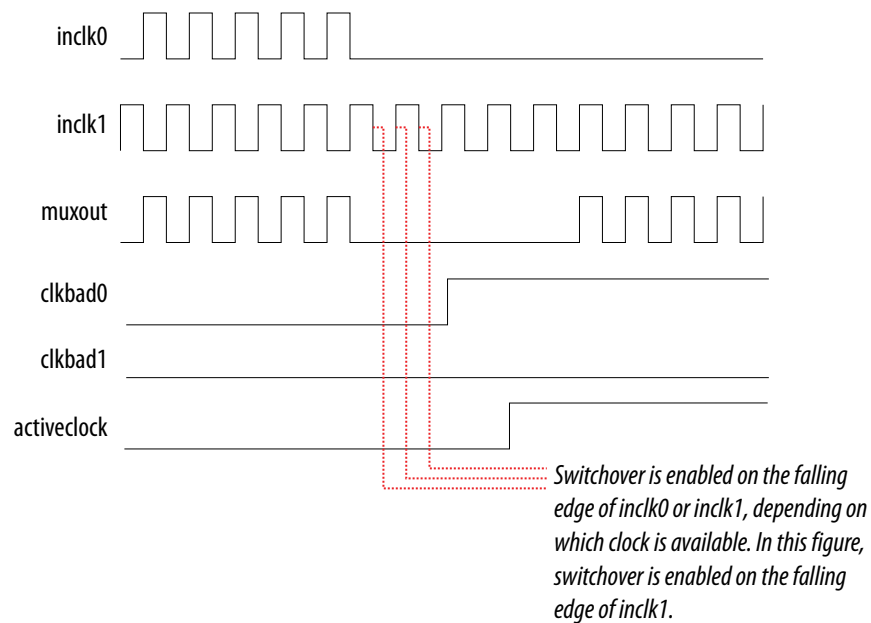 inclk0
inclk1
muxout
clkbad0
clkbad1
activeclock
Switchover is enabled on the falling
edge of inclk0 or inclk1, depending on
which clock is available. In this figure,
switchover is enabled on the falling
edge of inclk1.